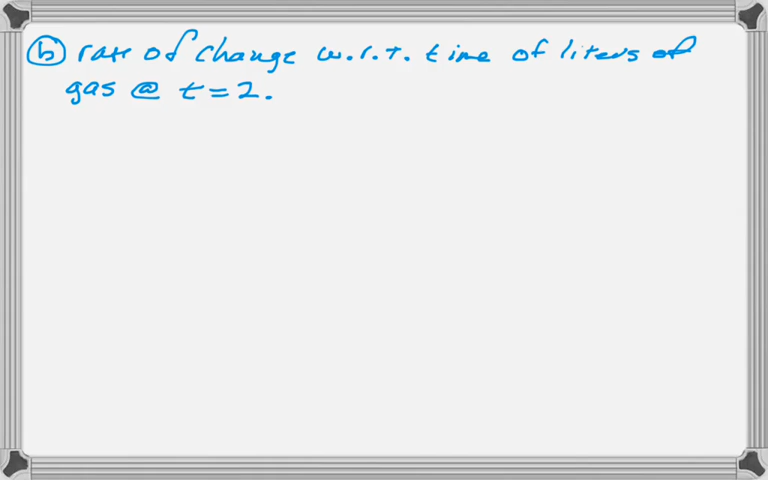 (b) rate of change w.r.t. time of liters of
gas @ t = 2.